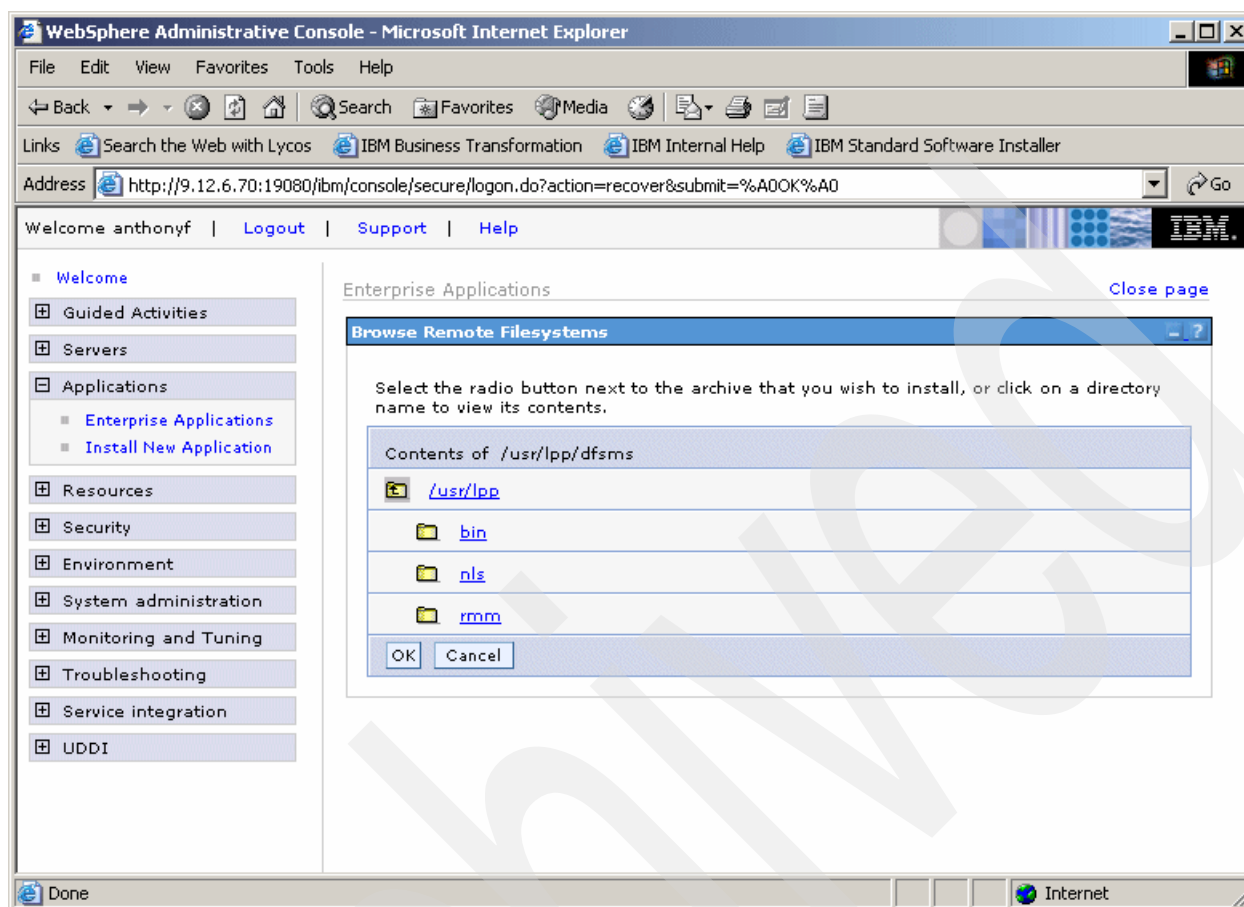 WebSphere Administrative Console - Microsoft Internet Explorer
File Edit View Favorites Tools Help
Back Search Favorites Media
Links Search the Web with Lycos IBM Business Transformation IBM Internal Help IBM Standard Software Installer
Address http://9.12.6.70:19080/ibm/console/secure/logon.do?action=recover&submit=%A0OK%A0 Go
Welcome anthonyf | Logout | Support | Help IBM.
Welcome
Guided Activities
Servers
Applications
Enterprise Applications
Install New Application
Resources
Security
Environment
System administration
Monitoring and Tuning
Troubleshooting
Service integration
UDDI
Enterprise Applications Close page
Browse Remote Filesystems
Select the radio button next to the archive that you wish to install, or click on a directory
name to view its contents.
Contents of /usr/lpp/dfsms
/usr/lpp
bin
nls
rmm
OK Cancel
Done Internet
hived